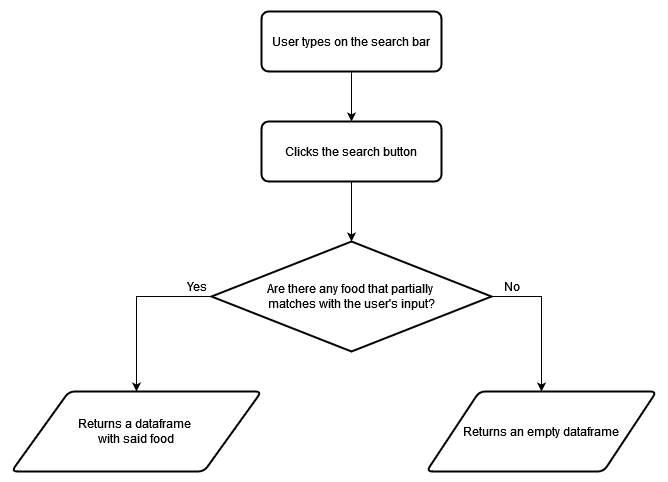 User types on the search bar
Clicks the search button
Are there any food that partially
matches with the user's input?
Yes
No
Returns a dataframe
with said food
Returns an empty dataframe